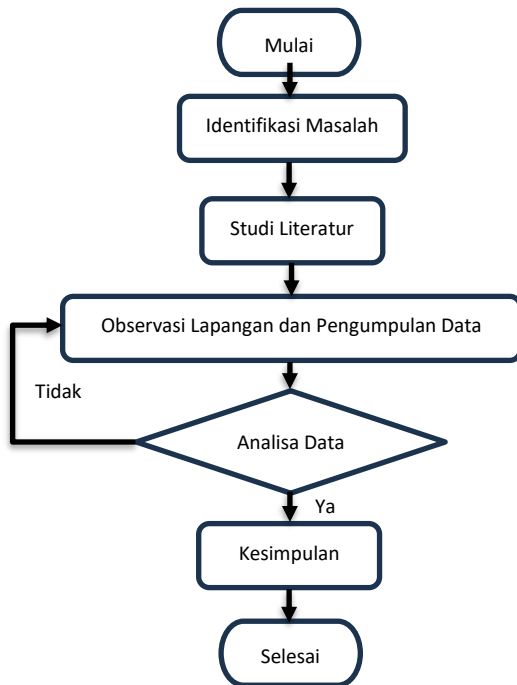 Mulai
Identifikasi Masalah
Studi Literatur
Observasi Lapangan dan Pengumpulan Data
Tidak
Analisa Data
Ya
Kesimpulan
Selesai